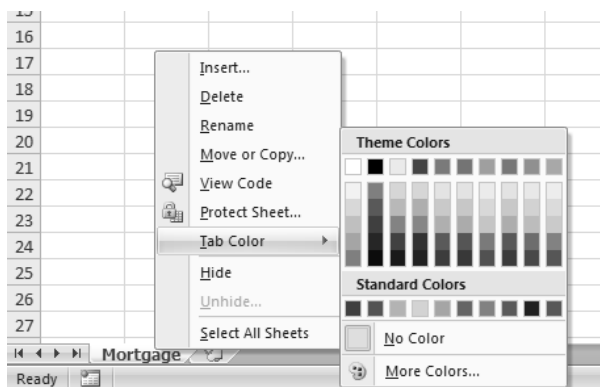 15
16
17
18
19
20
21
22
23
24
25
26
27
Insert...
Delete
Rename
Move or Copy...
View Code
Protect Sheet...
Tab Color
Hide
Unhide...
Select All Sheets
Theme Colors
Standard Colors
No Color
More Colors...
Mortgage
Ready